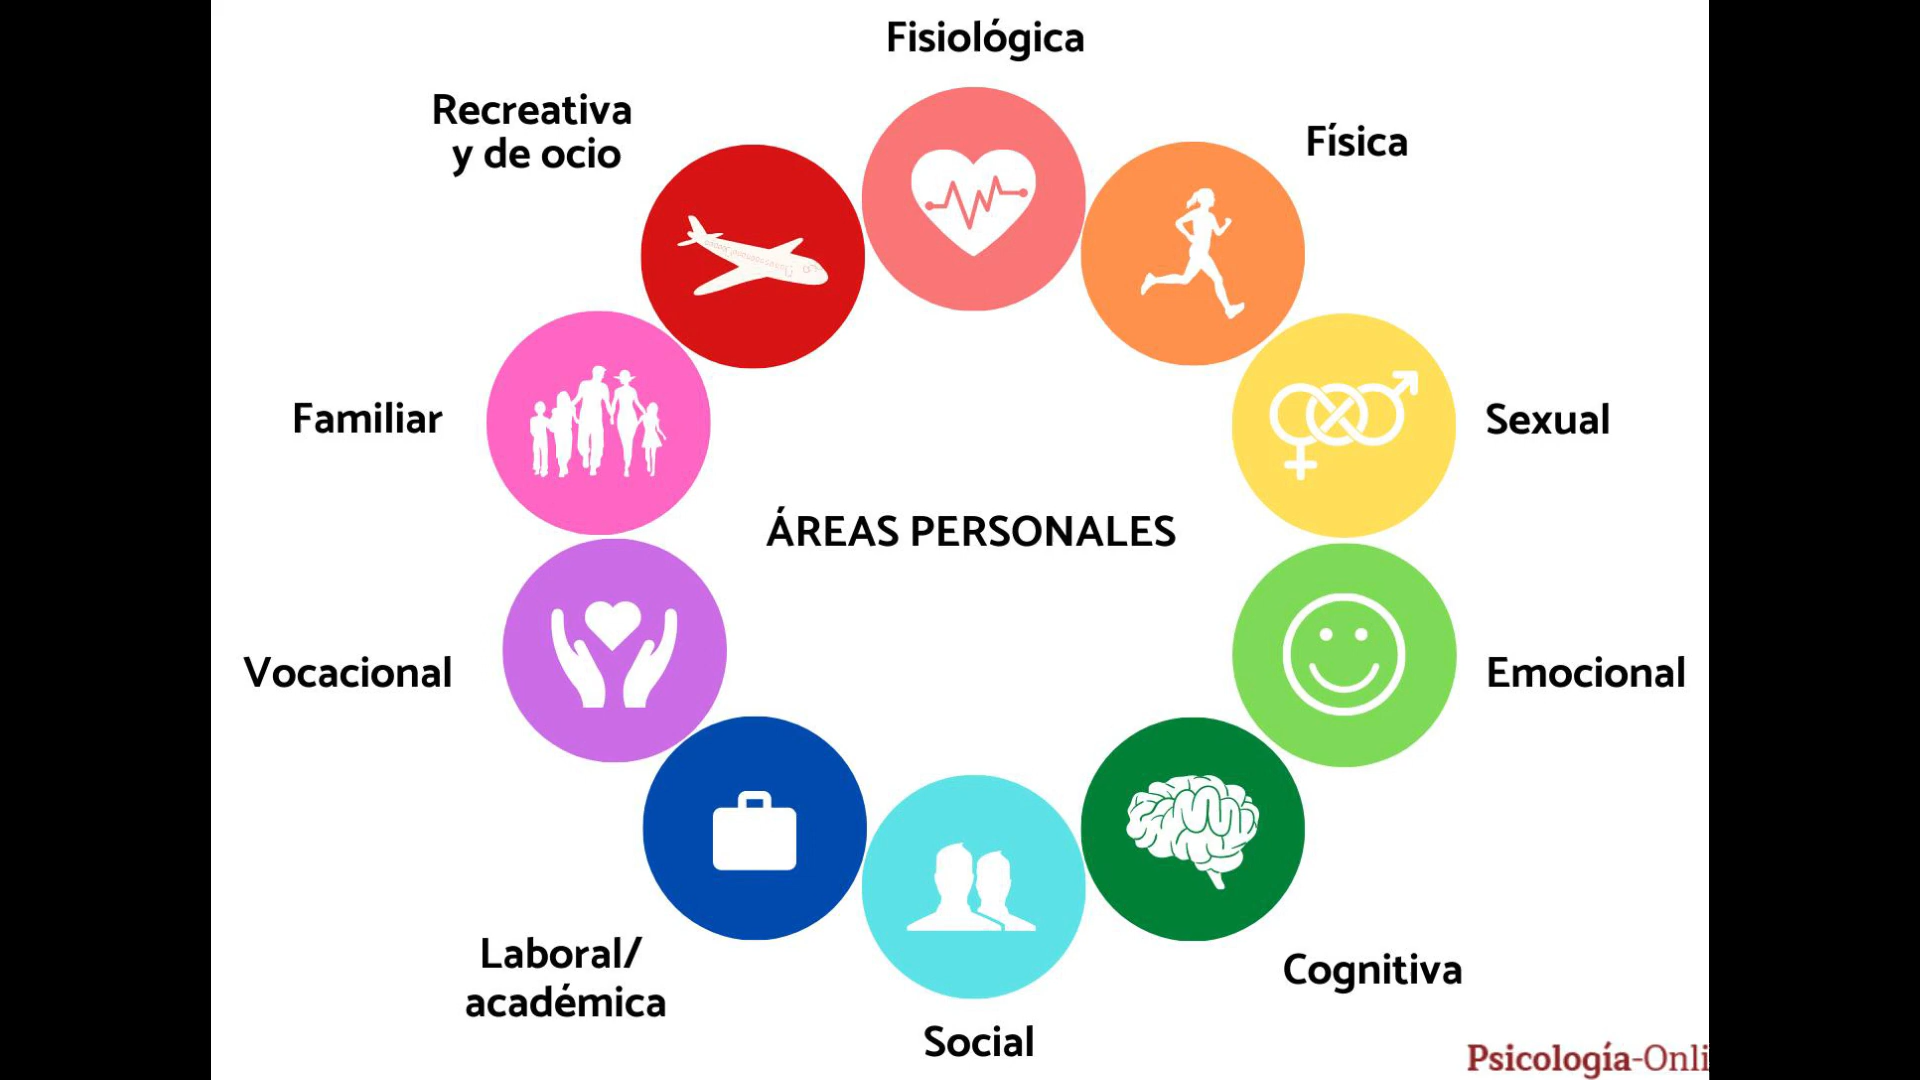 Fisiológica
Recreativa
y de ocio
Física
Familiar
Sexual
ÁREAS PERSONALES
Vocacional
Emocional
Laboral/
académica
Cognitiva
Social
Psicología-Onli